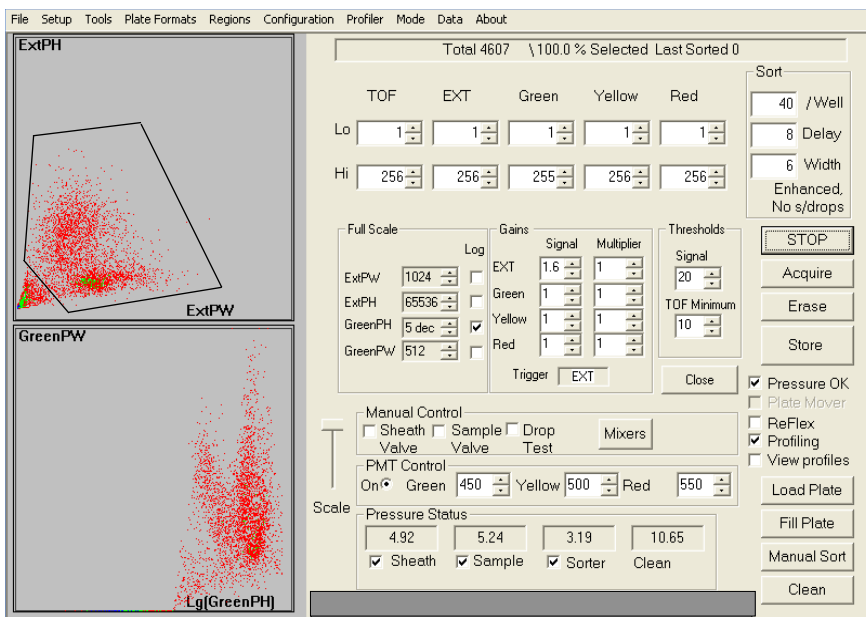 File Setup Tools Plate Formats Regions Configuration Profiler Mode Data About
ExtPH
ExtPW
GreenPW
Lg(GreenPH)
Total 4607 \ 100.0 % Selected Last Sorted 0
TOF EXT Green Yellow Red
Lo 1 1 1 1 1
Hi 256 256 255 256 256
Sort
40 / Well
8 Delay
6 Width
Enhanced,
No s/drops
Full Scale
Log
ExtPW 1024
ExtPH 65536
GreenPH 5 dec
GreenPW 512
Gains
Signal Multiplier
EXT 1.6 1
Green 1 1
Yellow 1 1
Red 1 1
Trigger EXT
Thresholds
Signal
20
TOF Minimum
10
Close
STOP
Acquire
Erase
Store
Pressure OK
Plate Mover
ReFlex
Profiling
View profiles
Load Plate
Fill Plate
Manual Sort
Clean
Scale
Manual Control
Sheath Sample Drop
Valve Valve Test
Mixers
PMT Control
On Green 450 Yellow 500 Red 550
Pressure Status
4.92 5.24 3.19 10.65
Sheath Sample Sorter Clean